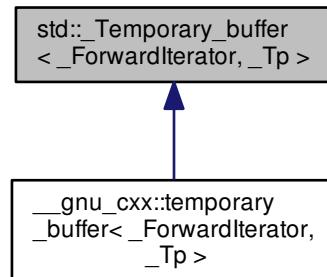 std::_Temporary_buffer
< _ForwardIterator, _Tp >
__gnu_cxx::temporary
_buffer< _ForwardIterator,
_Tp >